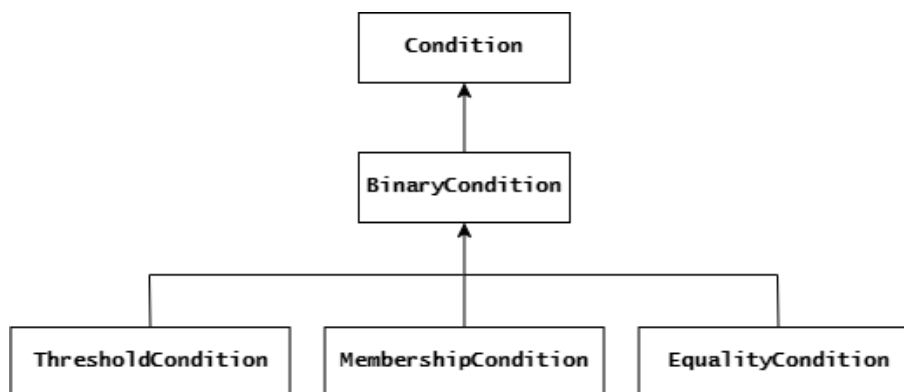 Condition
BinaryCondition
ThresholdCondition
MembershipCondition
EqualityCondition